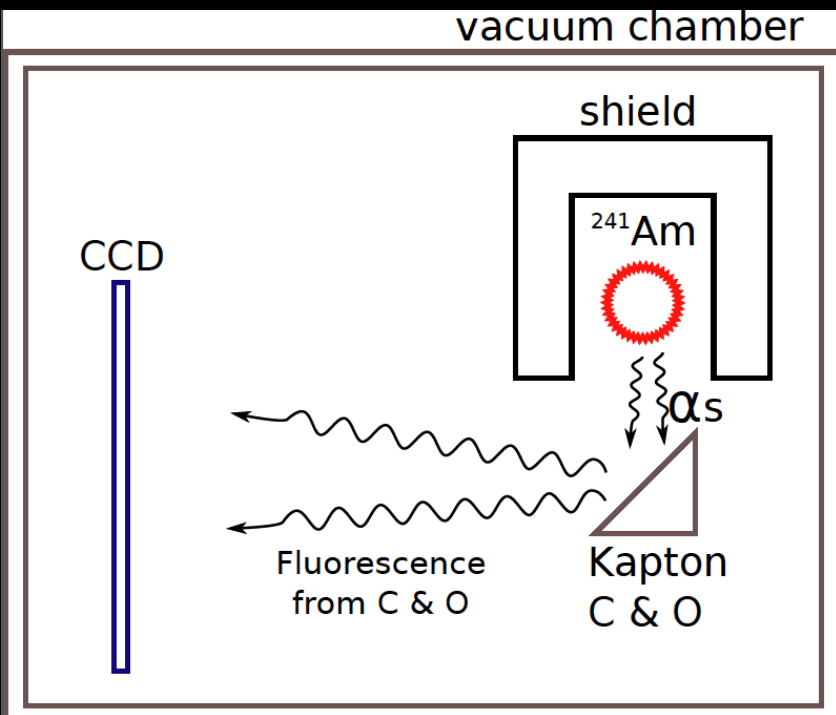 vacuum chamber
shield
²⁴¹Am
CCD
αs
Fluorescence
from C & O
Kapton
C & O